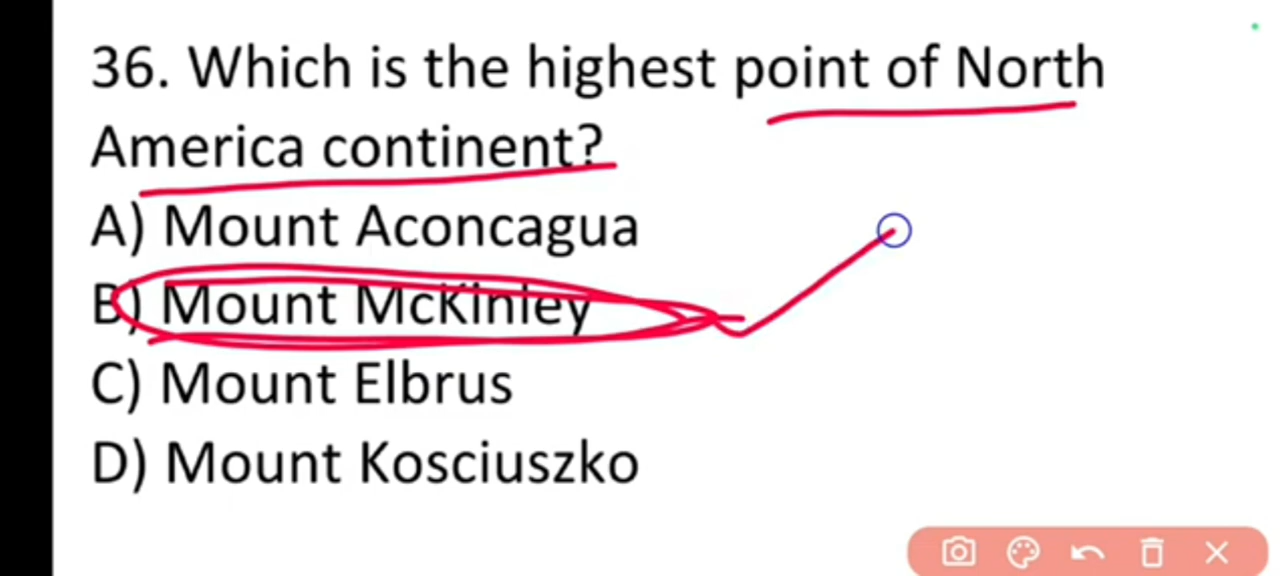 36. Which is the highest point of North
America continent?
A) Mount Aconcagua
B) Mount McKinley
C) Mount Elbrus
D) Mount Kosciuszko